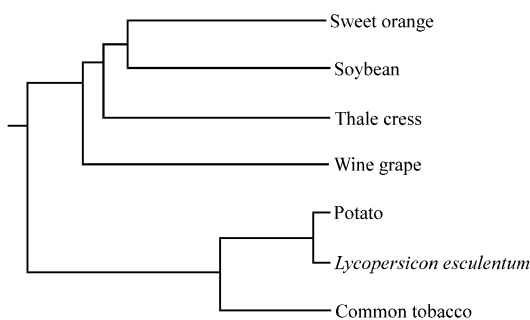 Sweet orange
Soybean
Thale cress
Wine grape
Potato
Lycopersicon esculentum
Common tobacco